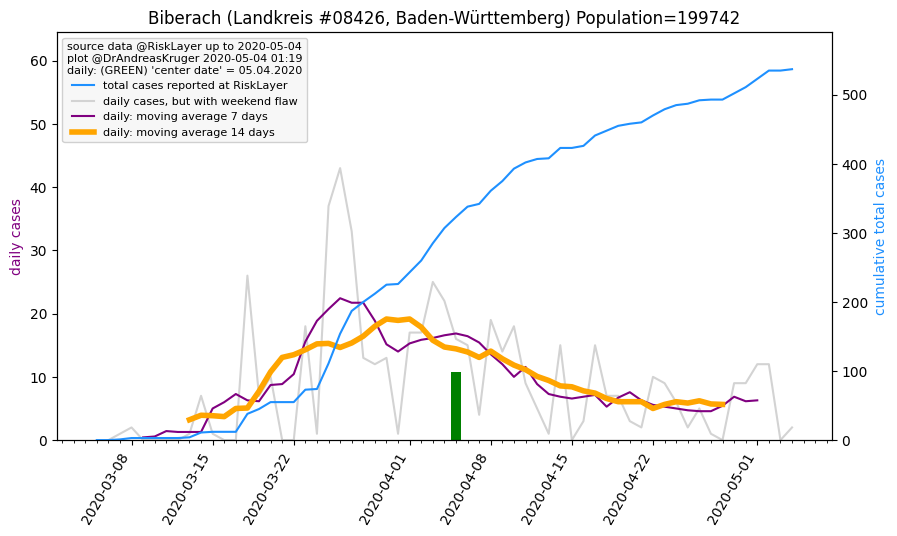 Biberach (Landkreis #08426, Baden-Württemberg) Population=199742
source data @RiskLayer up to 2020-05-04
plot @DrAndreasKruger 2020-05-04 01:19
daily: (GREEN) 'center date' = 05.04.2020
total cases reported at RiskLayer
daily cases, but with weekend flaw
daily: moving average 7 days
daily: moving average 14 days
daily cases
60
50
40
30
20
10
0
cumulative total cases
500
400
300
200
100
0
2020-03-08
2020-03-15
2020-03-22
2020-04-01
2020-04-08
2020-04-15
2020-04-22
2020-05-01